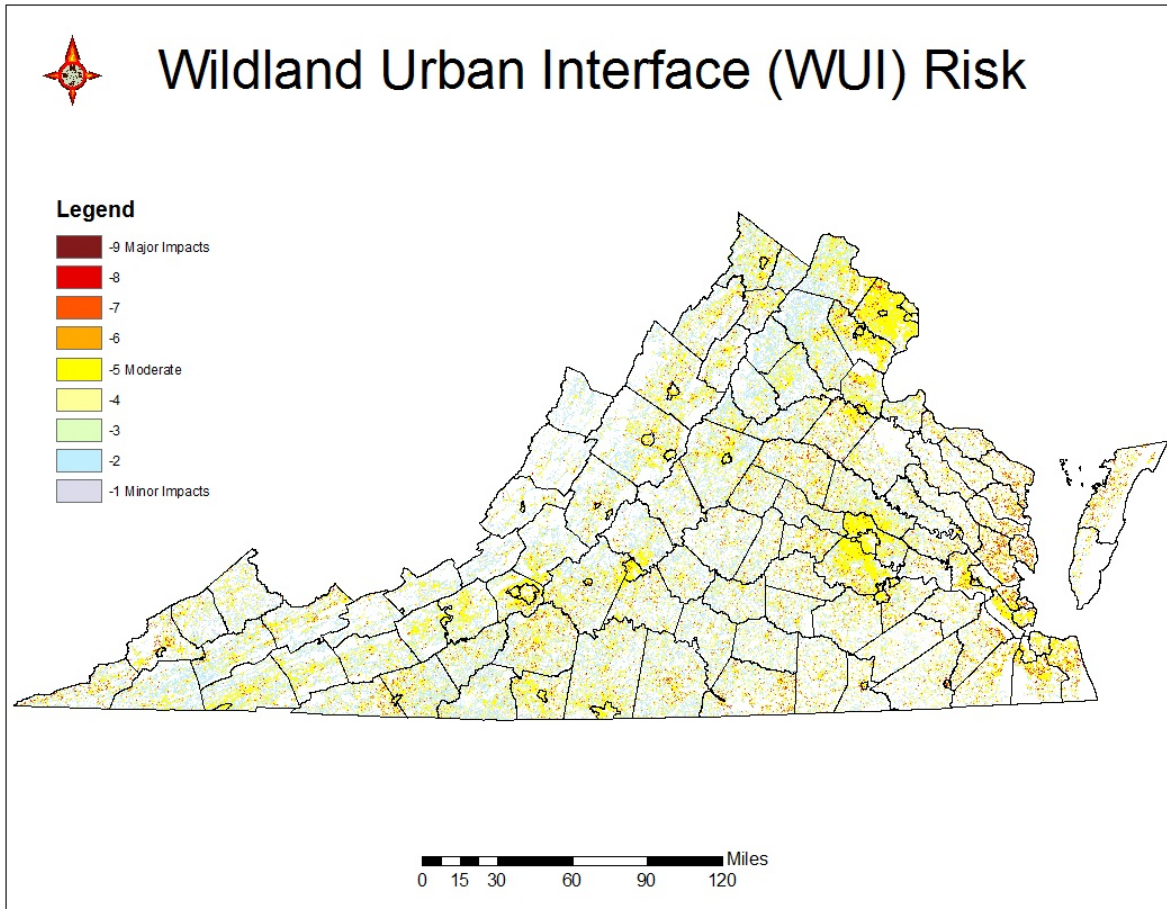 Wildland Urban Interface (WUI) Risk
Legend
-9 Major Impacts
-8
-7
-6
-5 Moderate
-4
-3
-2
-1 Minor Impacts
Miles
0 15 30 60 90 120